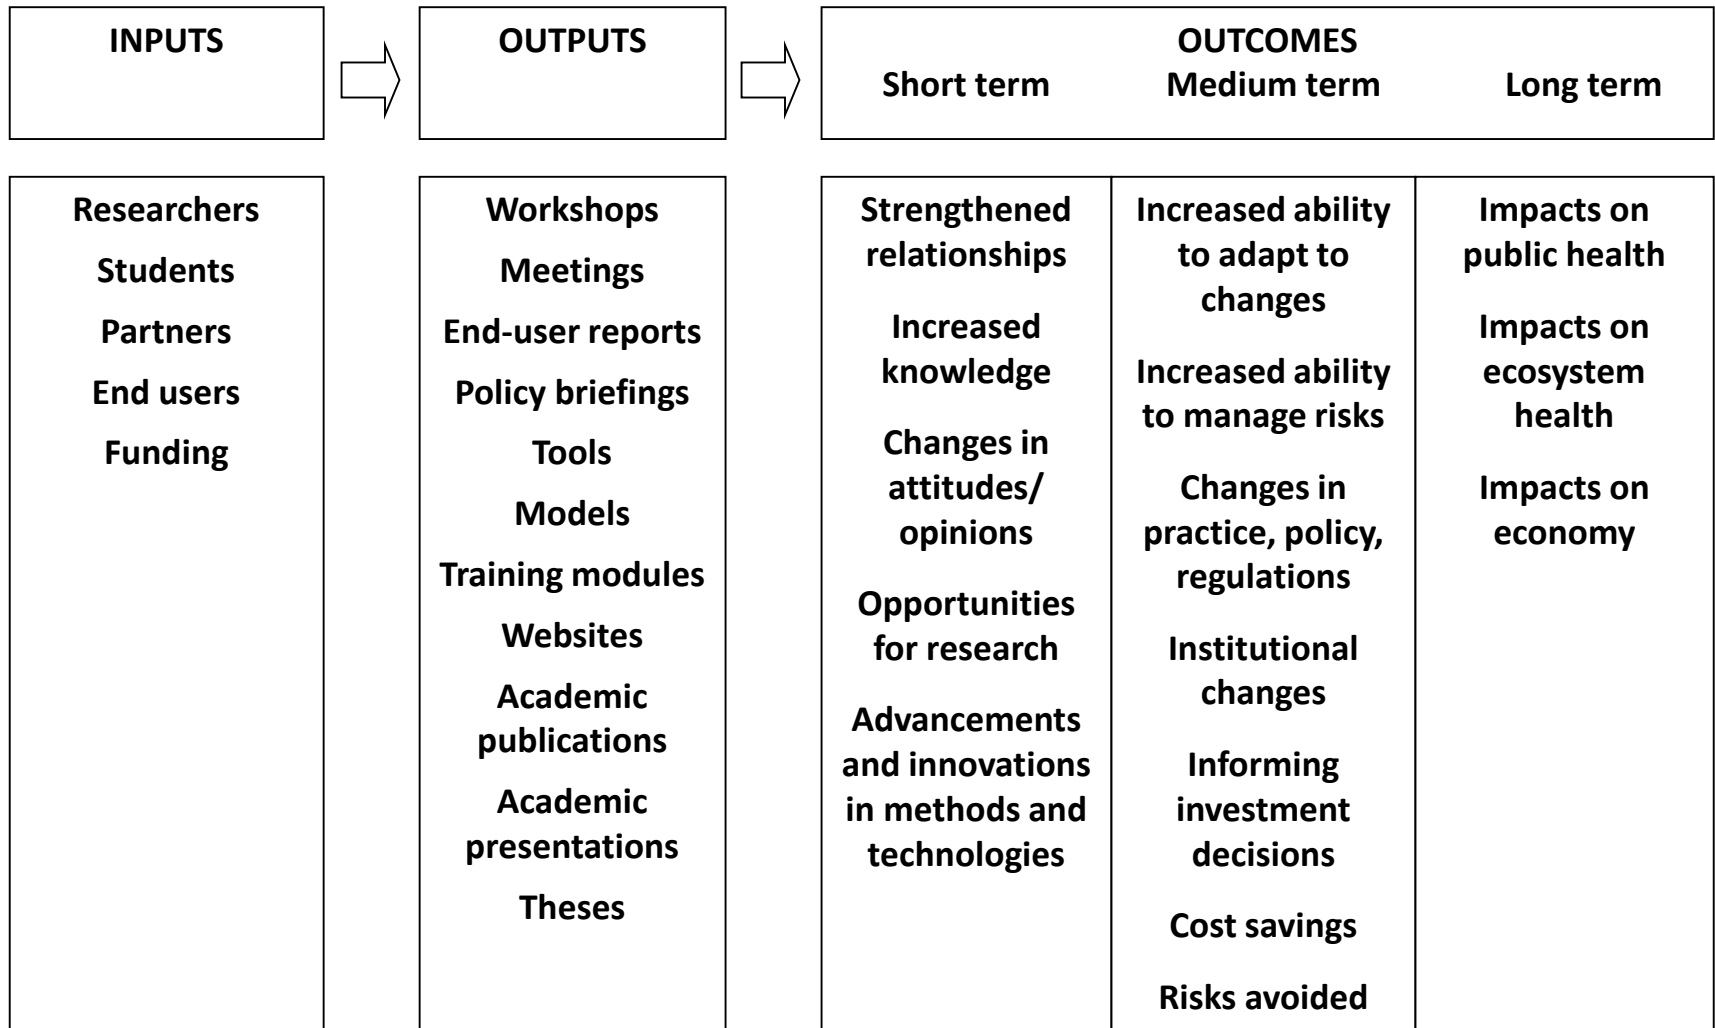 INPUTS
OUTPUTS
OUTCOMES
Short term
Medium term
Long term
Researchers
Students
Partners
End users
Funding
Workshops
Meetings
End-user reports
Policy briefings
Tools
Models
Training modules
Websites
Academic
publications
Academic
presentations
Theses
Strengthened
relationships
Increased
knowledge
Changes in
attitudes/
opinions
Opportunities
for research
Advancements
and innovations
in methods and
technologies
Increased ability
to adapt to
changes
Increased ability
to manage risks
Changes in
practice, policy,
regulations
Institutional
changes
Informing
investment
decisions
Cost savings
Risks avoided
Impacts on
public health
Impacts on
ecosystem
health
Impacts on
economy